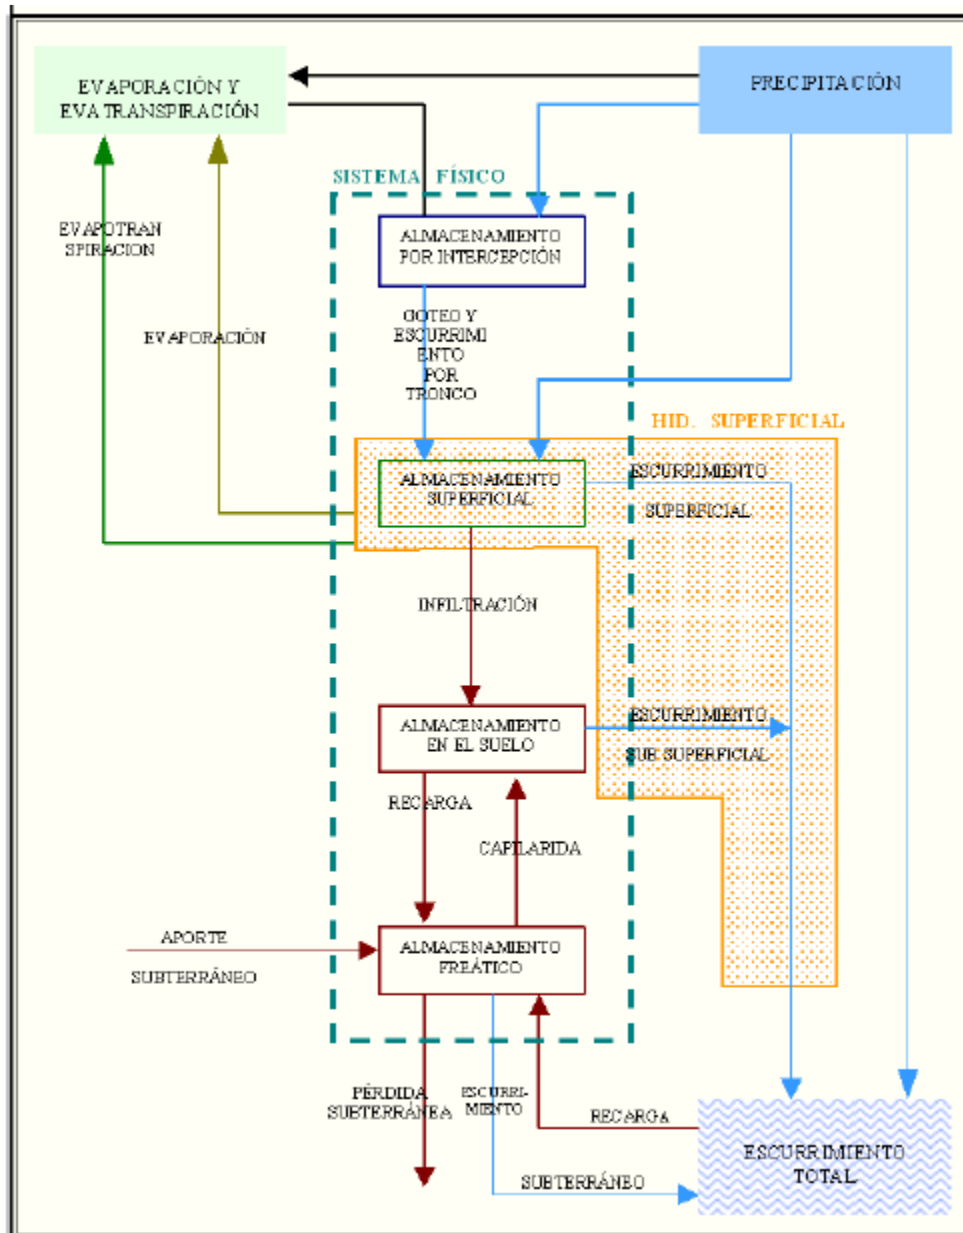 EVAPORACIÓN Y
EVATRANSPIRACIÓN
PRECIPITACIÓN
SISTEMA FÍSICO
EVAPOTRAN
SPIRACION
ALMACENAMIENTO
POR INTERCEPCIÓN
EVAPORACIÓN
GOTEO Y
ESCURRIMI
ENTO
POR
TRONCO
HID. SUPERFICIAL
ALMACENAMIENTO
SUPERFICIAL
ESCURRIMIENTO
SUPERFICIAL
INFILTRACIÓN
ALMACENAMIENTO
EN EL SUELO
ESCURRIMIENTO
SUB SUPERFICIAL
RECARGA
CAPILARIDA
APORTE
SUBTERRÁNEO
ALMACENAMIENTO
FREÁTICO
PÉRDIDA
SUBTERRÁNEA
ESCURRI-
MIENTO
RECARGA
SUBTERRÁNEO
ESCURRIMIENTO
TOTAL